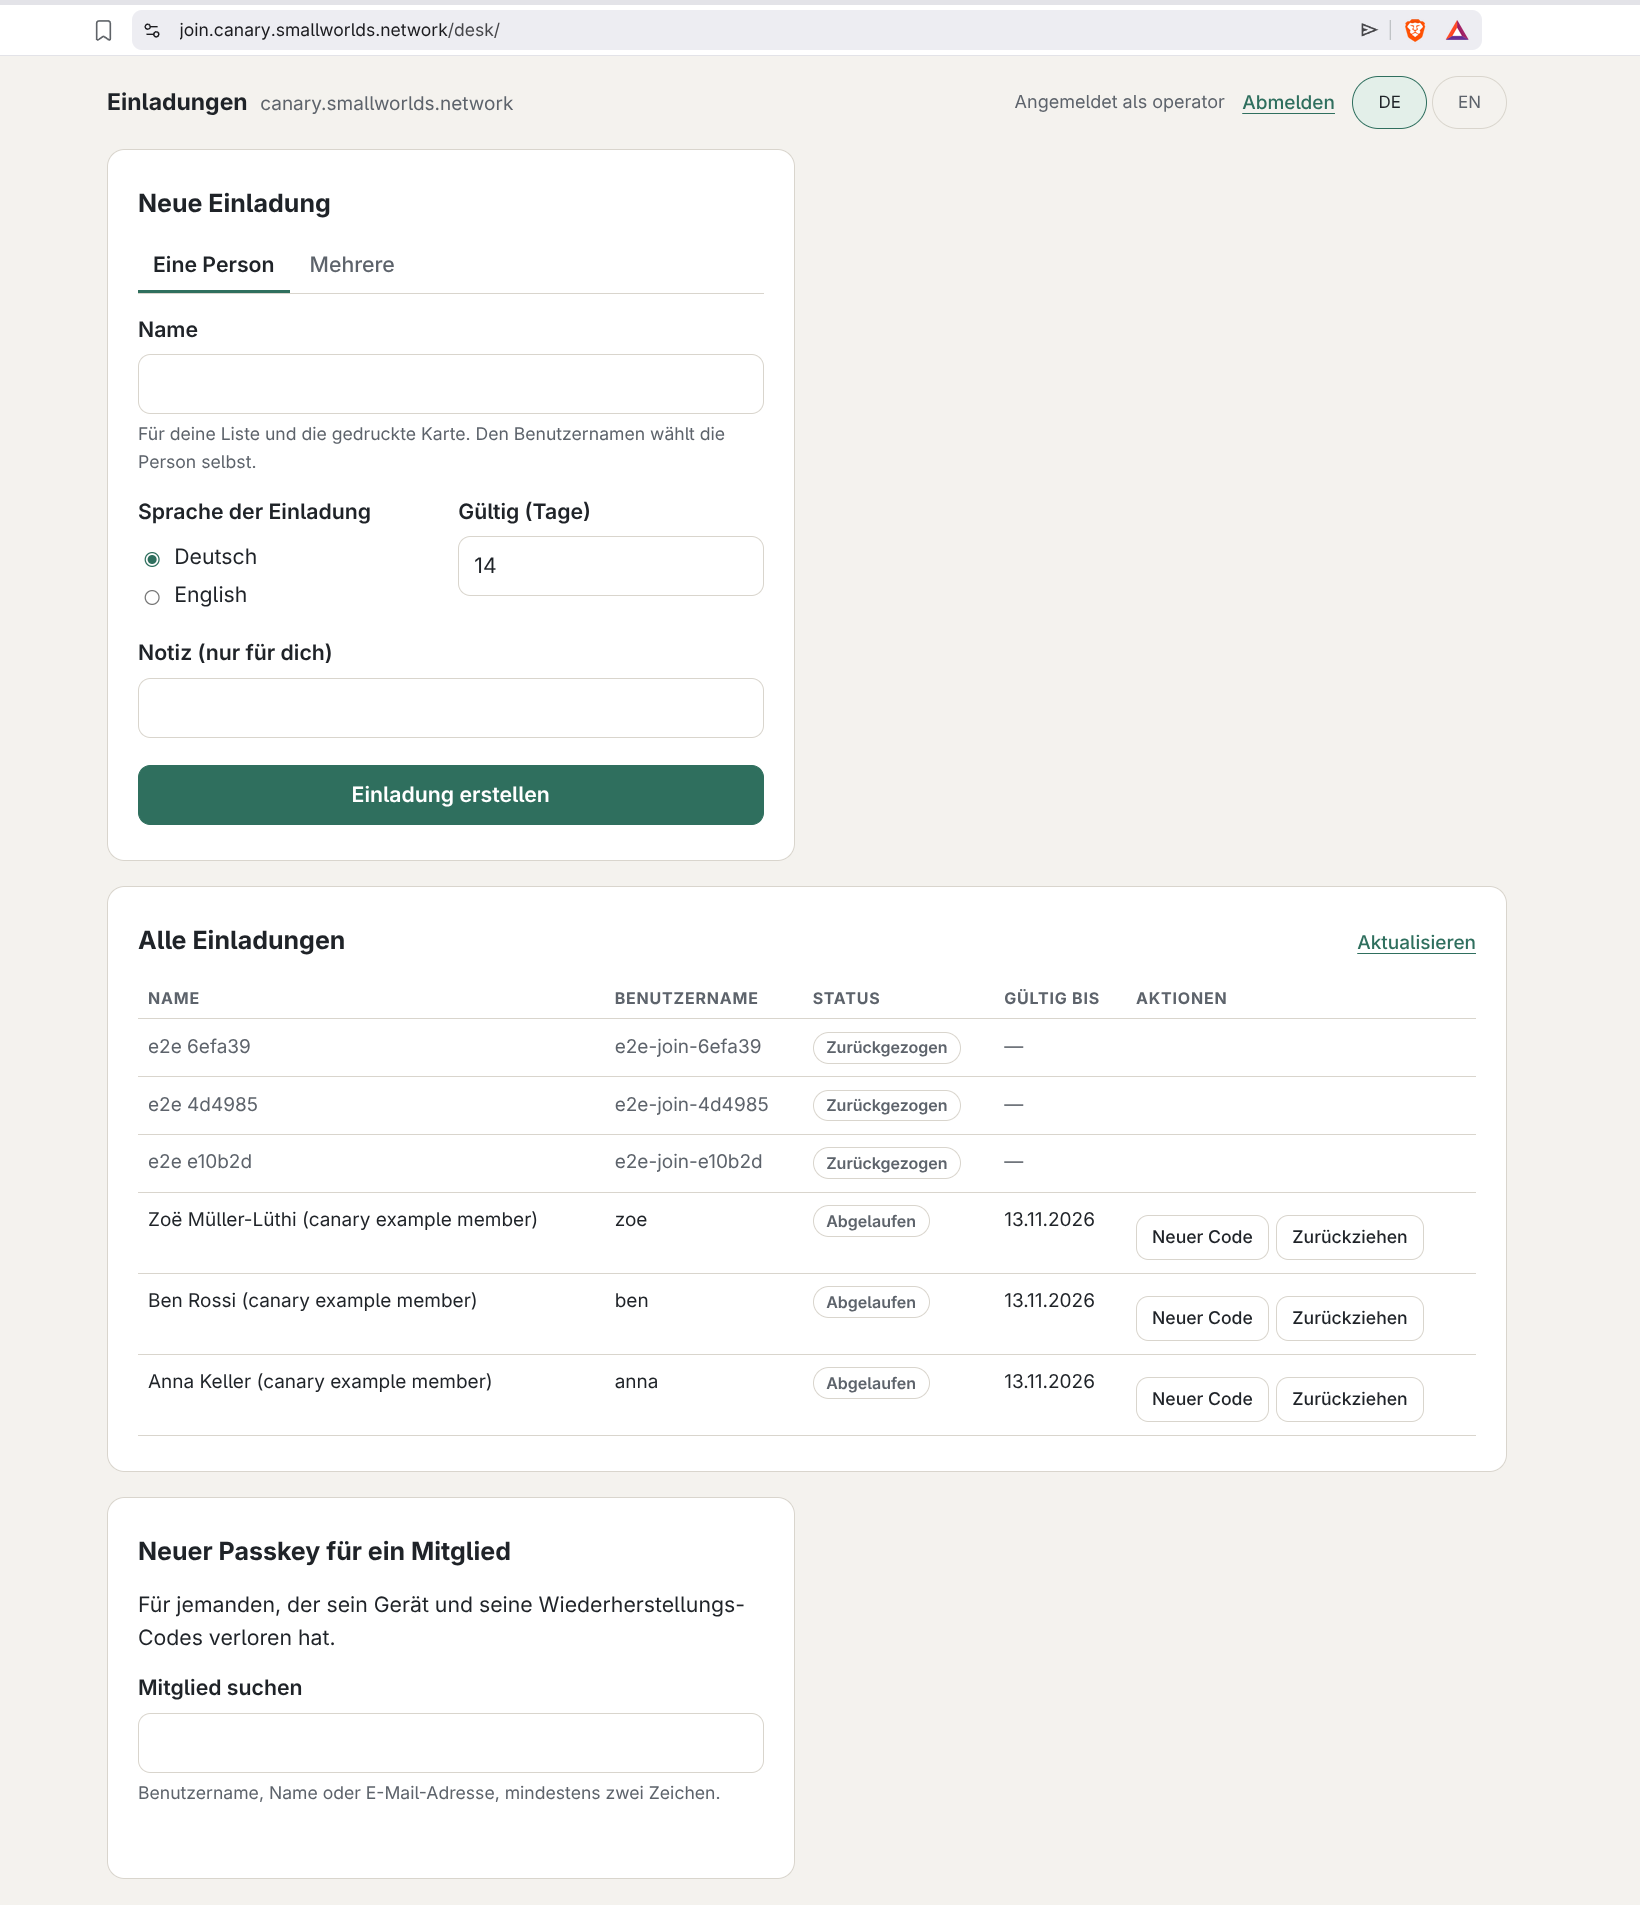 join.canary.smallworlds.network/desk/
Einladungen canary.smallworlds.network Angemeldet als operator Abmelden DE EN
Neue Einladung
Eine Person Mehrere
Name
Für deine Liste und die gedruckte Karte. Den Benutzernamen wählt die
Person selbst.
Sprache der Einladung Gültig (Tage)
Deutsch 14
English
Notiz (nur für dich)
Einladung erstellen
Alle Einladungen Aktualisieren
NAME BENUTZERNAME STATUS GÜLTIG BIS AKTIONEN
e2e 6efa39 e2e-join-6efa39 Zurückgezogen —
e2e 4d4985 e2e-join-4d4985 Zurückgezogen —
e2e e10b2d e2e-join-e10b2d Zurückgezogen —
Zoë Müller-Lüthi (canary example member) zoe Abgelaufen 13.11.2026 Neuer Code Zurückziehen
Ben Rossi (canary example member) ben Abgelaufen 13.11.2026 Neuer Code Zurückziehen
Anna Keller (canary example member) anna Abgelaufen 13.11.2026 Neuer Code Zurückziehen
Neuer Passkey für ein Mitglied
Für jemanden, der sein Gerät und seine Wiederherstellungs-
Codes verloren hat.
Mitglied suchen
Benutzername, Name oder E-Mail-Adresse, mindestens zwei Zeichen.